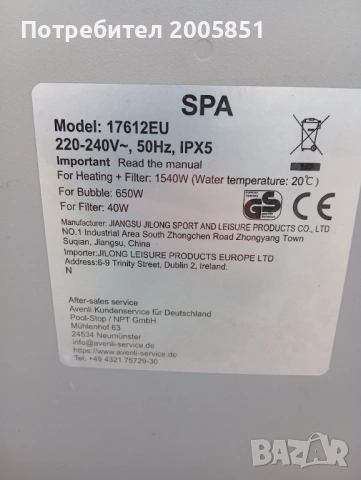 Потребител 2005851
SPA
Model: 17612EU
220-240V~, 50Hz, IPX5
Important Read the manual
For Heating + Filter: 1540W (Water temperature: 20℃)
For Bubble: 650W
For Filter: 40W
Manufacturer: JIANGSU JILONG SPORT AND LEISURE PRODUCTS CO., LTD
NO.1 Industrial Area South Zhongchen Road Zhongyang Town
Suqian, Jiangsu, China
Importer:JILONG LEISURE PRODUCTS EUROPE LTD
Address:6-9 Trinity Street, Dublin 2, Ireland.
N
GS
After-sales service
Avenli Kundenservice für Deutschland
Pool-Stop / NPT GmbH
Mühlenhof 63
24534 Neumünster
info@avenli-service.de
https://www.avenli-service.de
Tel: +49 4321 75729-30
bazar